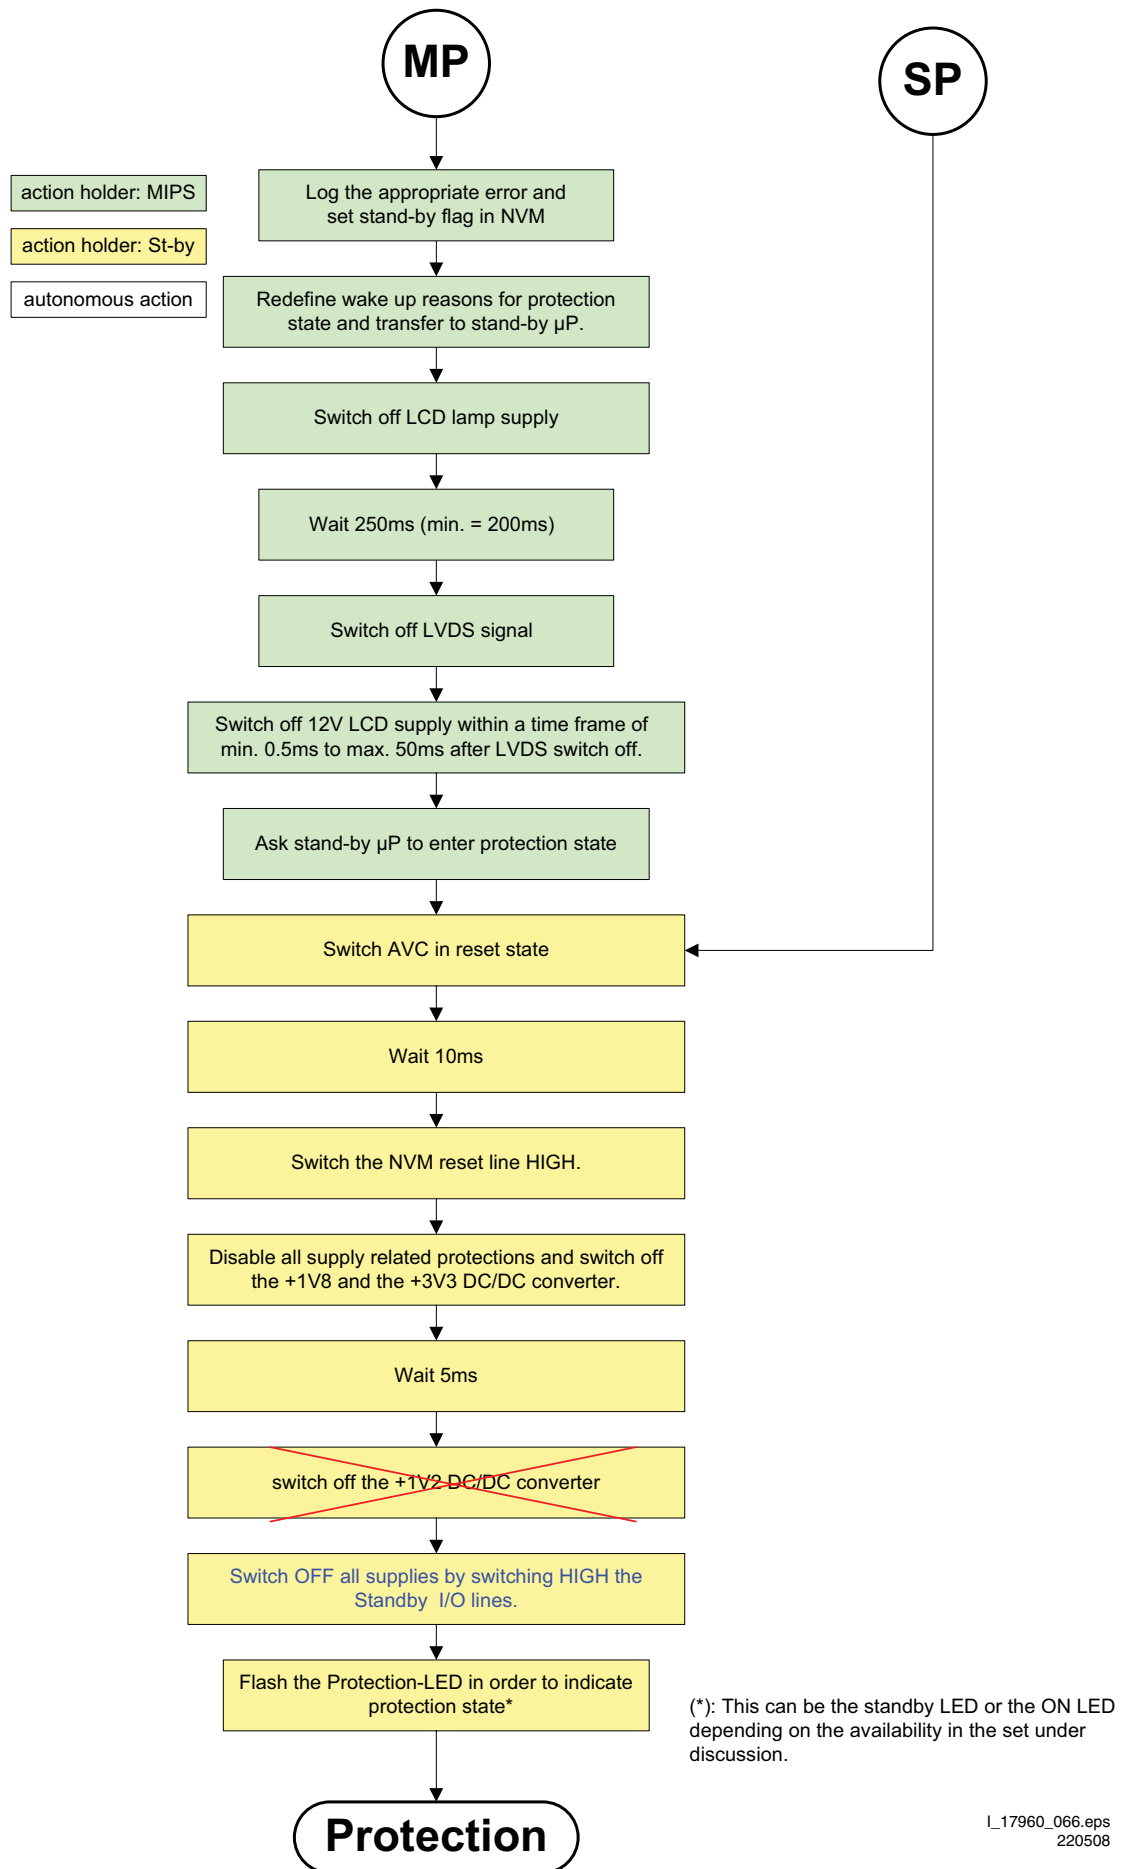 MP
SP
action holder: MIPS
action holder: St-by
autonomous action
Log the appropriate error and
set stand-by flag in NVM
Redefine wake up reasons for protection
state and transfer to stand-by µP.
Switch off LCD lamp supply
Wait 250ms (min. = 200ms)
Switch off LVDS signal
Switch off 12V LCD supply within a time frame of
min. 0.5ms to max. 50ms after LVDS switch off.
Ask stand-by µP to enter protection state
Switch AVC in reset state
Wait 10ms
Switch the NVM reset line HIGH.
Disable all supply related protections and switch off
the +1V8 and the +3V3 DC/DC converter.
Wait 5ms
switch off the +1V2 DC/DC converter
Switch OFF all supplies by switching HIGH the
Standby I/O lines.
Flash the Protection-LED in order to indicate
protection state*
(*): This can be the standby LED or the ON LED
depending on the availability in the set under
discussion.
Protection
I_17960_066.eps
220508